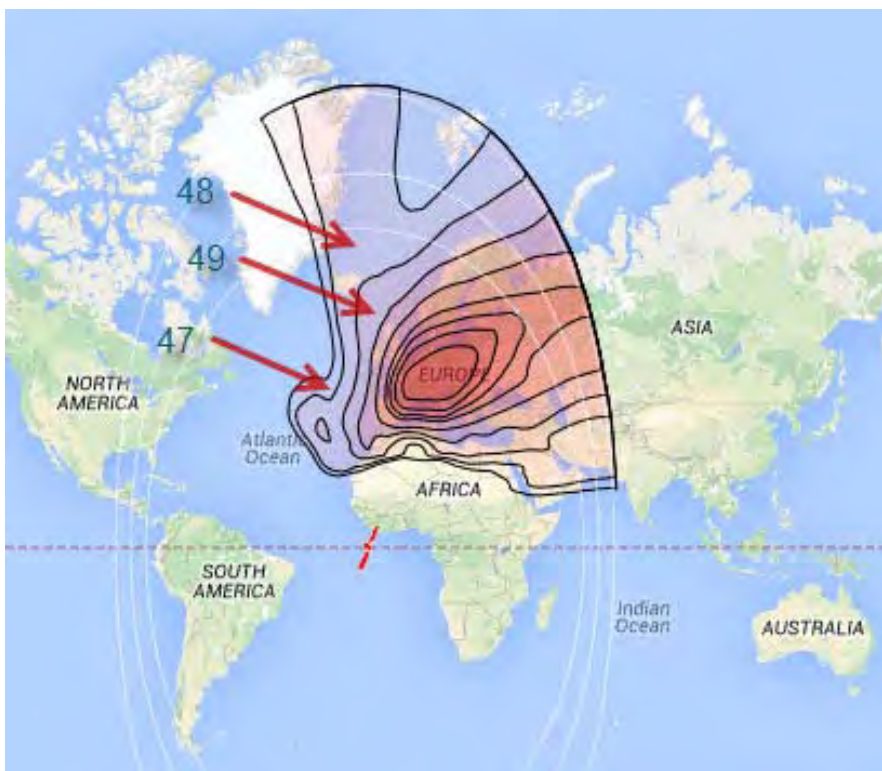 48
49
47
ASIA
NORTH
AMERICA
EUROPE
Atlantic
Ocean
AFRICA
SOUTH
AMERICA
Indian
Ocean
AUSTRALIA